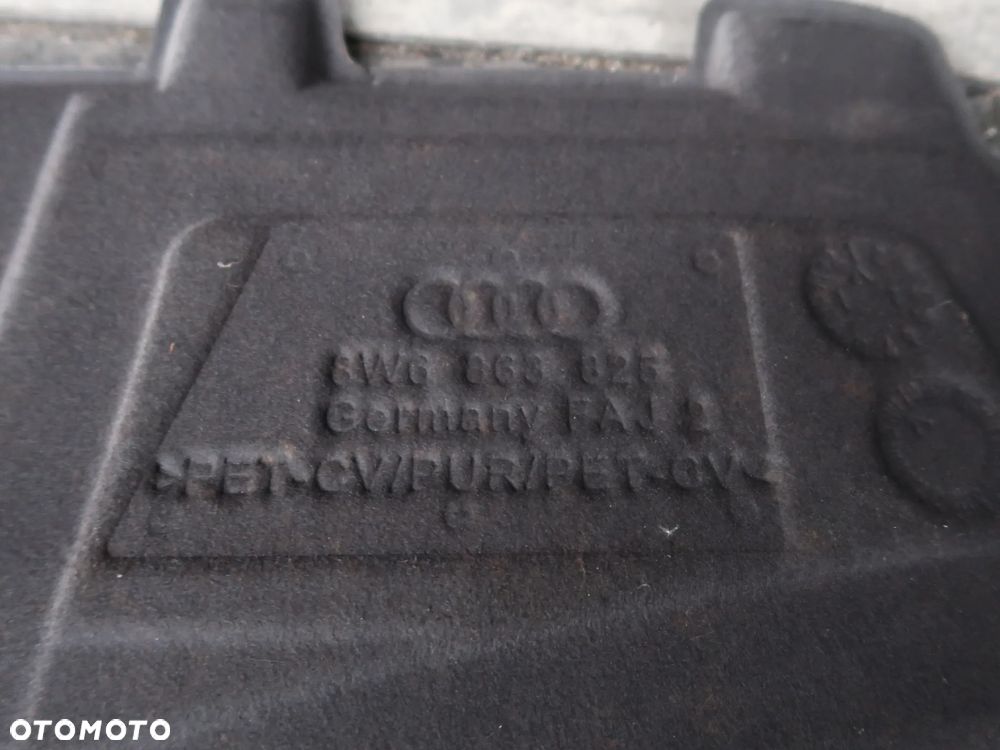 8W6 863 825
Germany FAJ 2
>PET-CV/PUR/PET-CV<
OTOMOTO